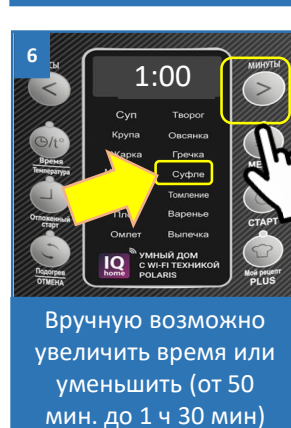 6
ЧАСЫ
МИНУТЫ
1:00
Суп Творог
Крупа Овсянка
Жарка Гречка
Суфле
Томление
Варенье
Омлет Выпечка
Время
Температура
Отложенный
старт
СТАРТ
Подогрев
ОТМЕНА
Мой рецепт
PLUS
IQ
home
УМНЫЙ ДОМ
С WI-FI ТЕХНИКОЙ
POLARIS
Вручную возможно
увеличить время или
уменьшить (от 50
мин. до 1 ч 30 мин)